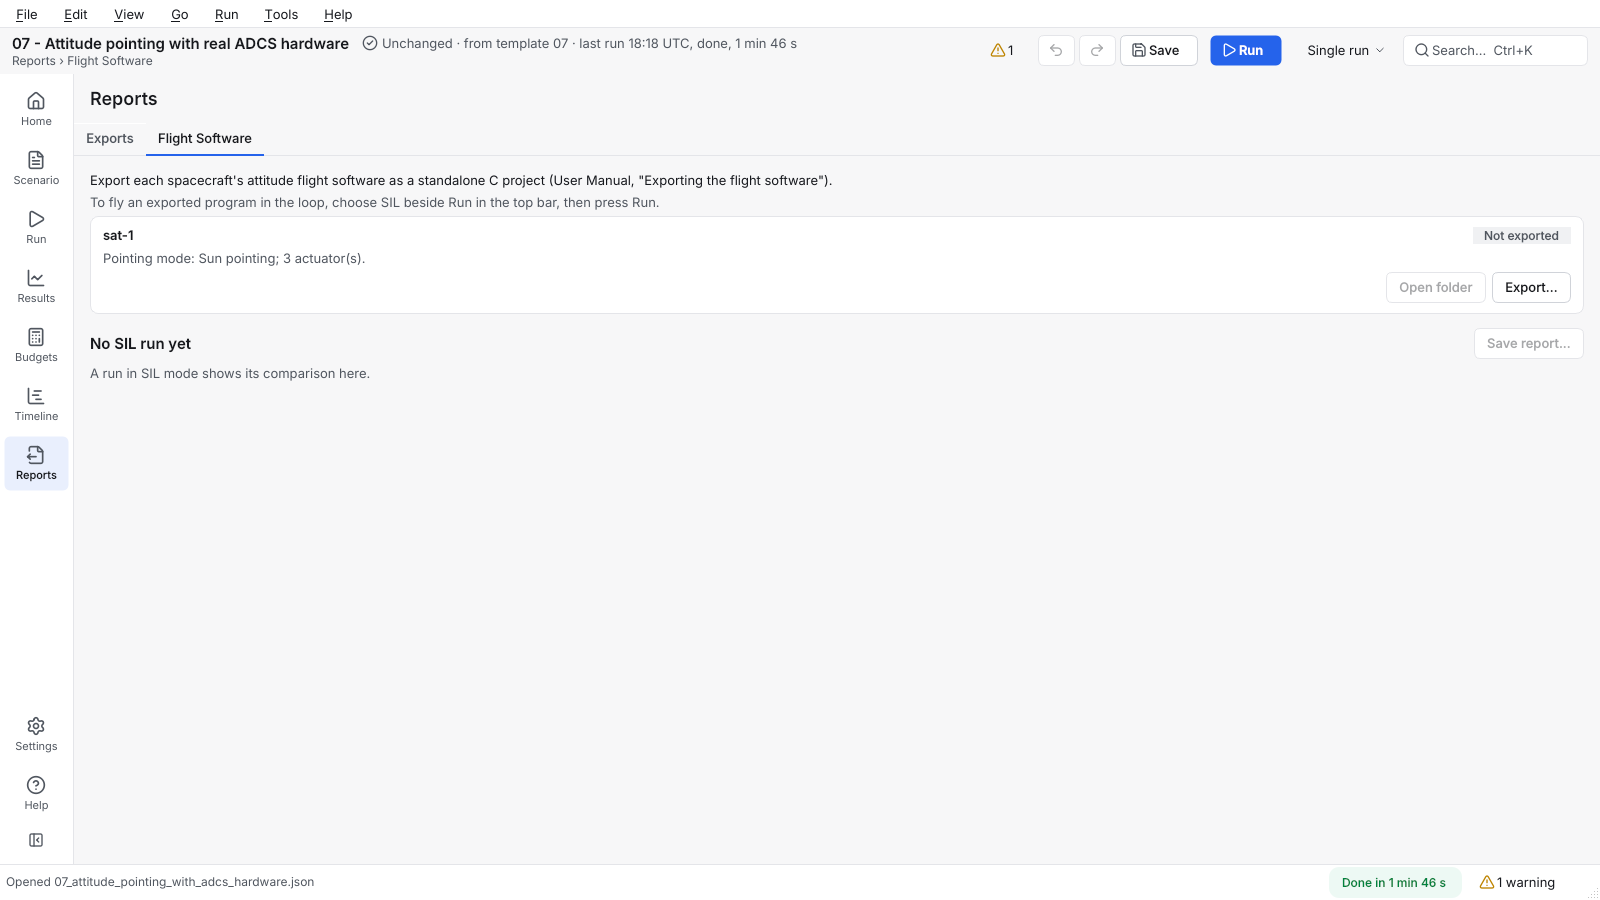 File Edit View Go Run Tools Help
07 - Attitude pointing with real ADCS hardware Unchanged · from template 07 · last run 18:18 UTC, done, 1 min 46 s 1 Save Run Single run Search... Ctrl+K
Reports › Flight Software
Home
Scenario
Run
Results
Budgets
Timeline
Reports
Settings
Help
Reports
Exports Flight Software
Export each spacecraft's attitude flight software as a standalone C project (User Manual, "Exporting the flight software").
To fly an exported program in the loop, choose SIL beside Run in the top bar, then press Run.
sat-1 Not exported
Pointing mode: Sun pointing; 3 actuator(s).
Open folder Export...
No SIL run yet Save report...
A run in SIL mode shows its comparison here.
Opened 07_attitude_pointing_with_adcs_hardware.json Done in 1 min 46 s 1 warning